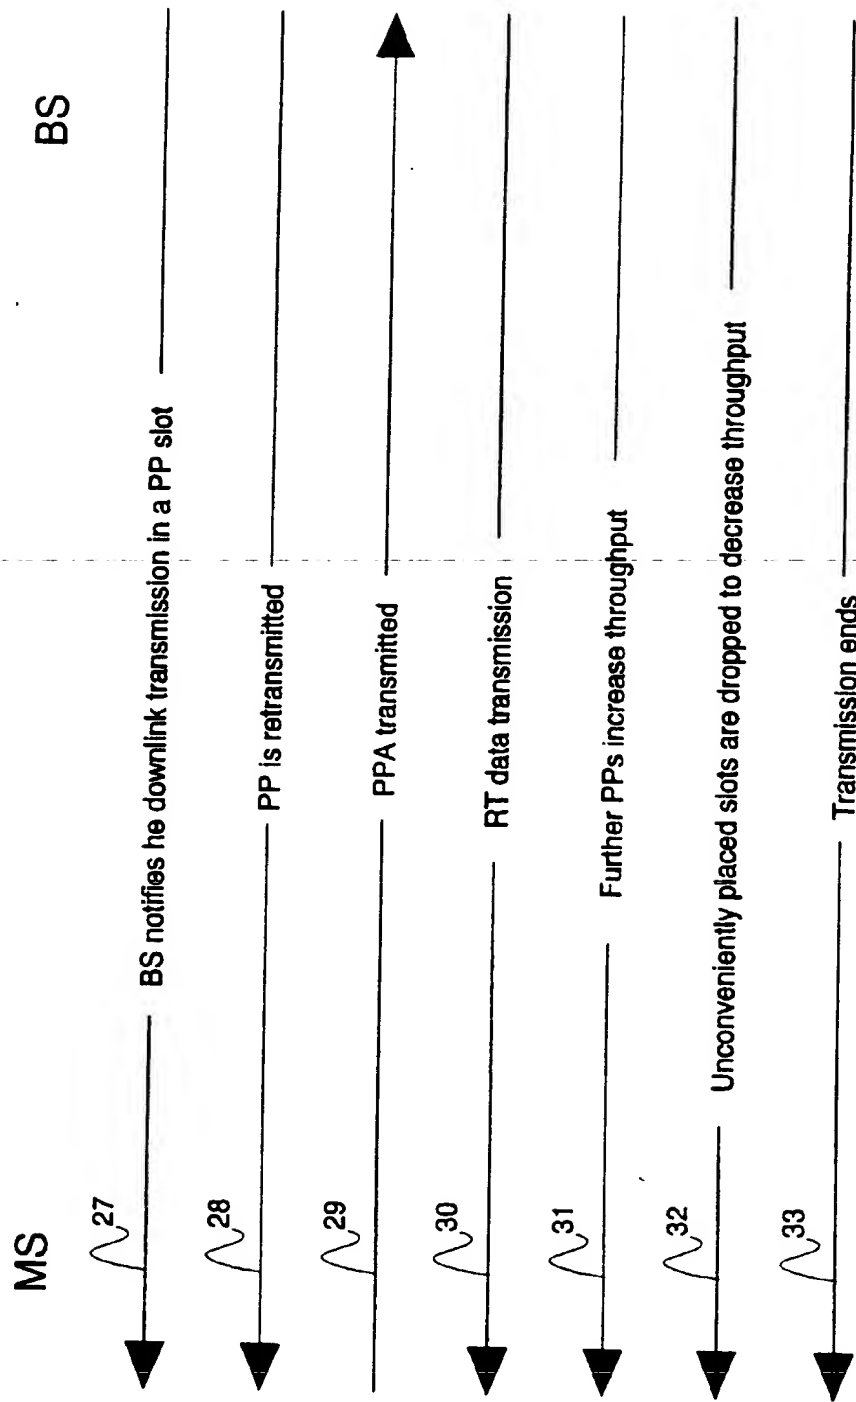 MS
BS
27
BS notifies he downlink transmission in a PP slot
28
PP is retransmitted
29
PPA transmitted
30
RT data transmission
31
Further PPs increase throughput
32
Unconveniently placed slots are dropped to decrease throughput
33
Transmission ends